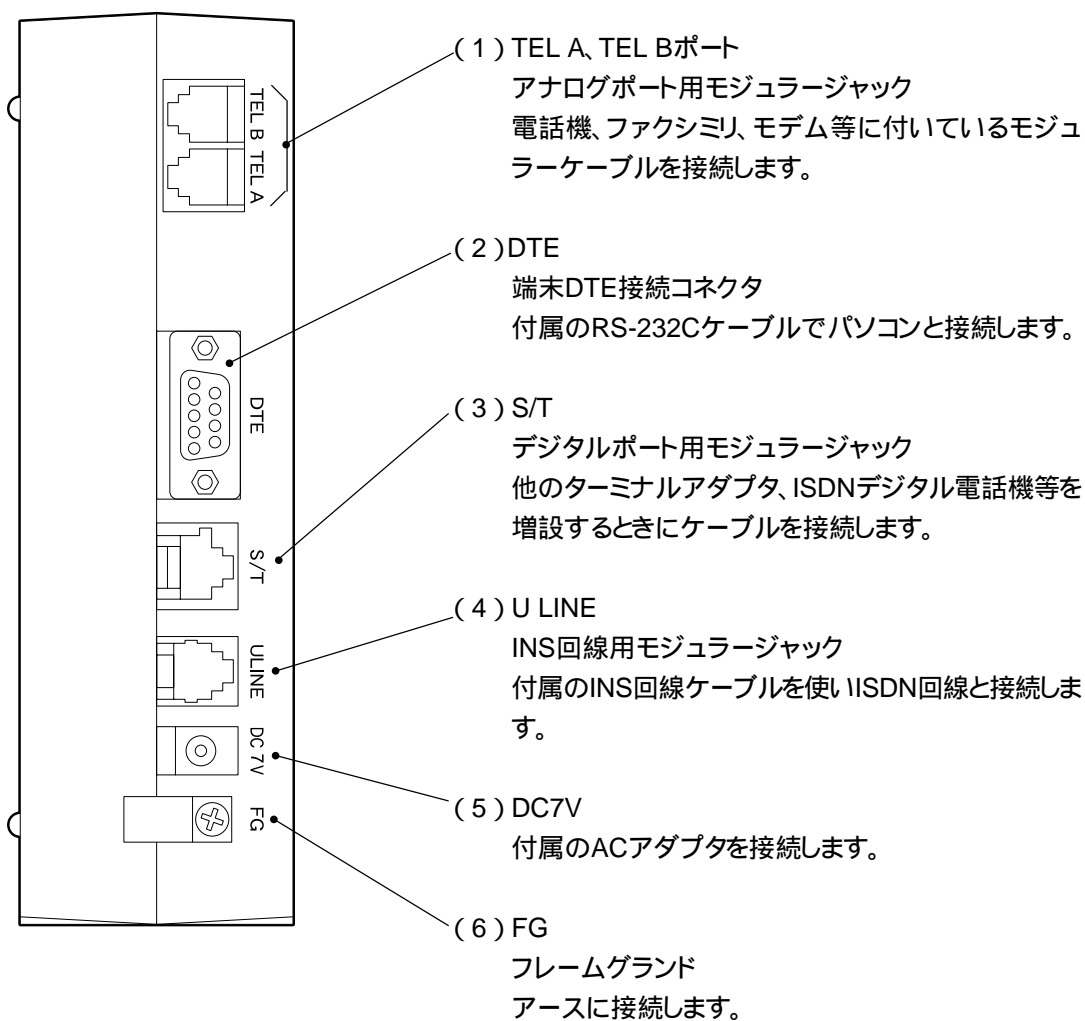 TEL B TEL A
DTE
S/T
ULINE
DC 7V
FG
(1)TEL A、TEL Bポート
アナログポート用モジュラージャック
電話機、ファクシミリ、モデム等に付いているモジュ
ラーケーブルを接続します。
(2)DTE
端末DTE接続コネクタ
付属のRS-232Cケーブルでパソコンと接続します。
(3)S/T
デジタルポート用モジュラージャック
他のターミナルアダプタ、ISDNデジタル電話機等を
増設するときにケーブルを接続します。
(4)U LINE
INS回線用モジュラージャック
付属のINS回線ケーブルを使いISDN回線と接続しま
す。
(5)DC7V
付属のACアダプタを接続します。
(6)FG
フレームグランド
アースに接続します。